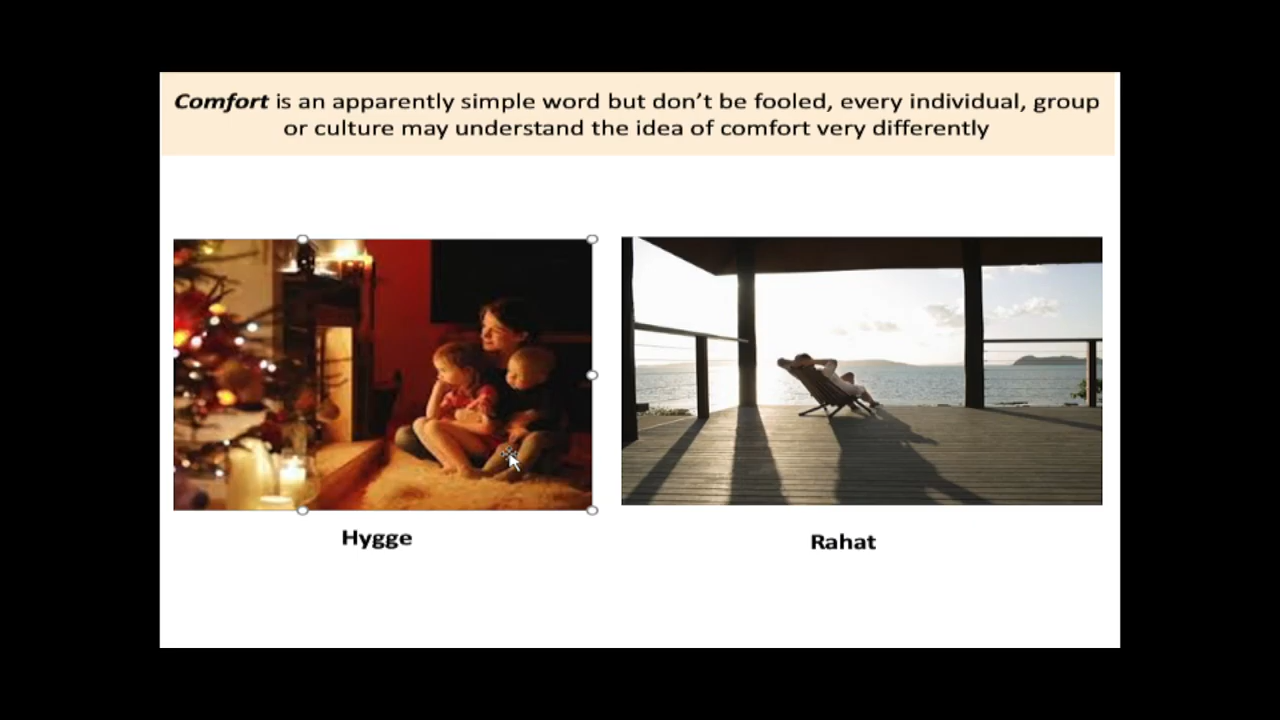 Comfort is an apparently simple word but don't be fooled, every individual, group
or culture may understand the idea of comfort very differently
Hygge
Rahat